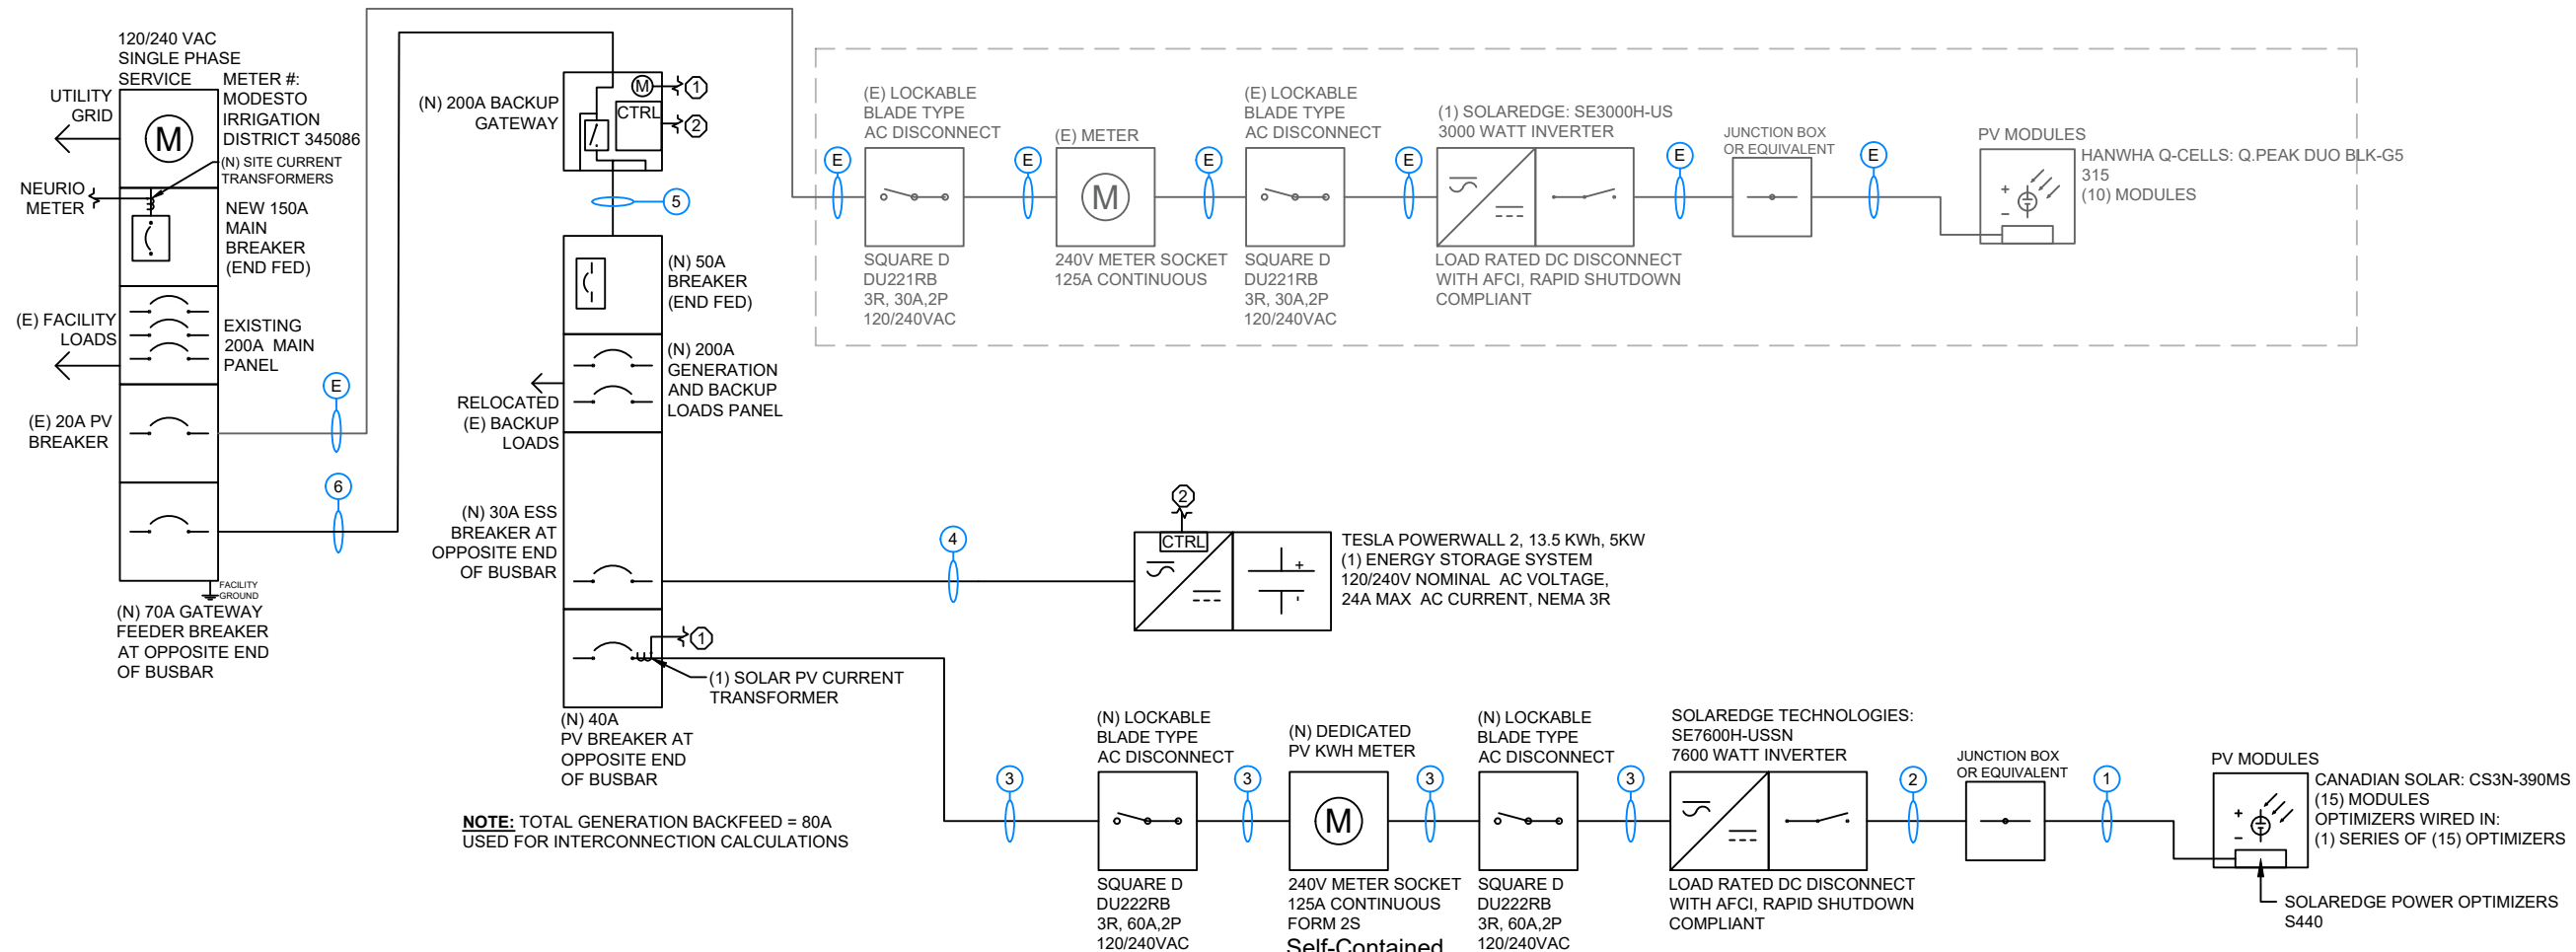 120/240 VAC
SINGLE PHASE
SERVICE
METER #:
MODESTO
IRRIGATION
DISTRICT 345086
UTILITY
GRID
M
(N) SITE CURRENT
TRANSFORMERS
NEURIO
METER
NEW 150A
MAIN
BREAKER
(END FED)
(E) FACILITY
LOADS
EXISTING
200A MAIN
PANEL
E
(E) 20A PV
BREAKER
6
FACILITY
GROUND
(N) 70A GATEWAY
FEEDER BREAKER
AT OPPOSITE END
OF BUSBAR
(N) 200A BACKUP
GATEWAY
M
1
CTRL
2
5
(N) 50A
BREAKER
(END FED)
(N) 200A
GENERATION
AND BACKUP
LOADS PANEL
RELOCATED
(E) BACKUP
LOADS
(N) 30A ESS
BREAKER AT
OPPOSITE END
OF BUSBAR
1
(1) SOLAR PV CURRENT
TRANSFORMER
(N) 40A
PV BREAKER AT
OPPOSITE END
OF BUSBAR
NOTE: TOTAL GENERATION BACKFEED = 80A
USED FOR INTERCONNECTION CALCULATIONS
E
(E) LOCKABLE
BLADE TYPE
AC DISCONNECT
SQUARE D
DU221RB
3R, 30A,2P
120/240VAC
E
(E) METER
M
240V METER SOCKET
125A CONTINUOUS
E
(E) LOCKABLE
BLADE TYPE
AC DISCONNECT
SQUARE D
DU221RB
3R, 30A,2P
120/240VAC
E
(1) SOLAREDGE: SE3000H-US
3000 WATT INVERTER
LOAD RATED DC DISCONNECT
WITH AFCI, RAPID SHUTDOWN
COMPLIANT
E
JUNCTION BOX
OR EQUIVALENT
E
PV MODULES
+
−
HANWHA Q-CELLS: Q.PEAK DUO BLK-G5
315
(10) MODULES
4
2
CTRL
+
-
TESLA POWERWALL 2, 13.5 KWh, 5KW
(1) ENERGY STORAGE SYSTEM
120/240V NOMINAL AC VOLTAGE,
24A MAX AC CURRENT, NEMA 3R
3
(N) LOCKABLE
BLADE TYPE
AC DISCONNECT
SQUARE D
DU222RB
3R, 60A,2P
120/240VAC
3
(N) DEDICATED
PV KWH METER
M
240V METER SOCKET
125A CONTINUOUS
FORM 2S
Self-Contained
3
(N) LOCKABLE
BLADE TYPE
AC DISCONNECT
SQUARE D
DU222RB
3R, 60A,2P
120/240VAC
3
SOLAREDGE TECHNOLOGIES:
SE7600H-USSN
7600 WATT INVERTER
LOAD RATED DC DISCONNECT
WITH AFCI, RAPID SHUTDOWN
COMPLIANT
2
JUNCTION BOX
OR EQUIVALENT
1
PV MODULES
+
−
CANADIAN SOLAR: CS3N-390MS
(15) MODULES
OPTIMIZERS WIRED IN:
(1) SERIES OF (15) OPTIMIZERS
SOLAREDGE POWER OPTIMIZERS
S440